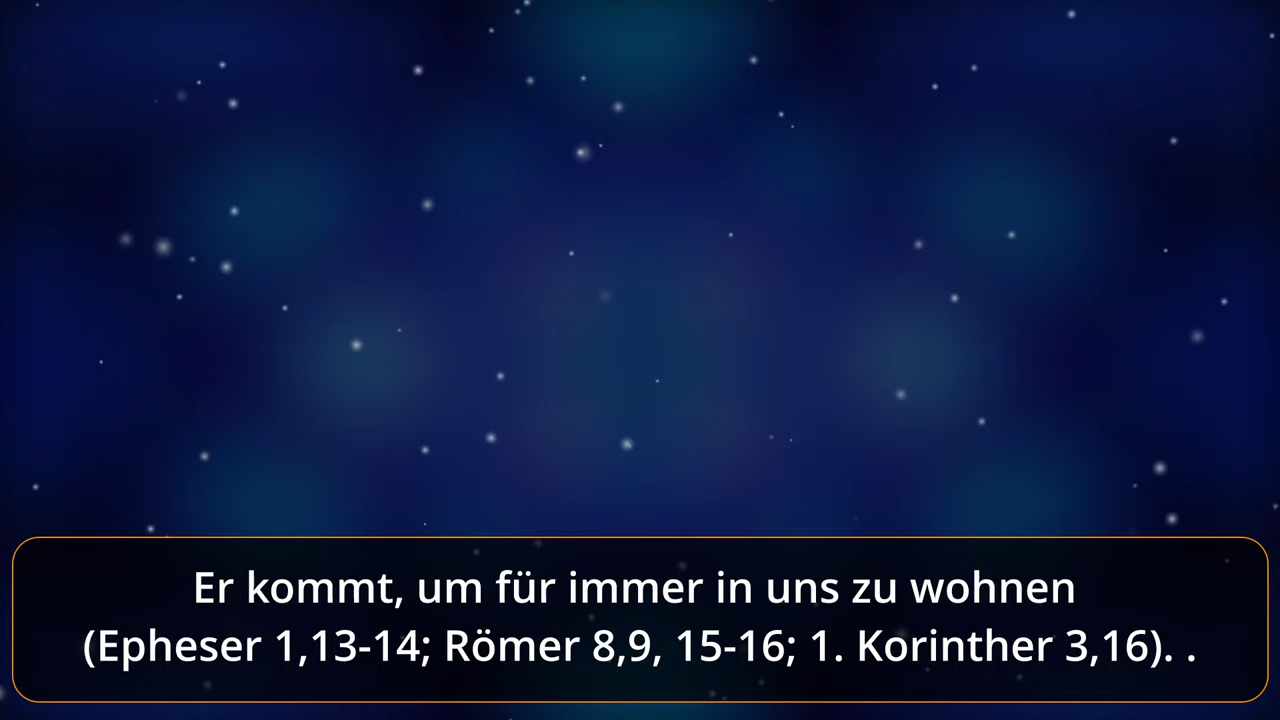 Er kommt, um für immer in uns zu wohnen
(Epheser 1,13-14; Römer 8,9, 15-16; 1. Korinther 3,16). .